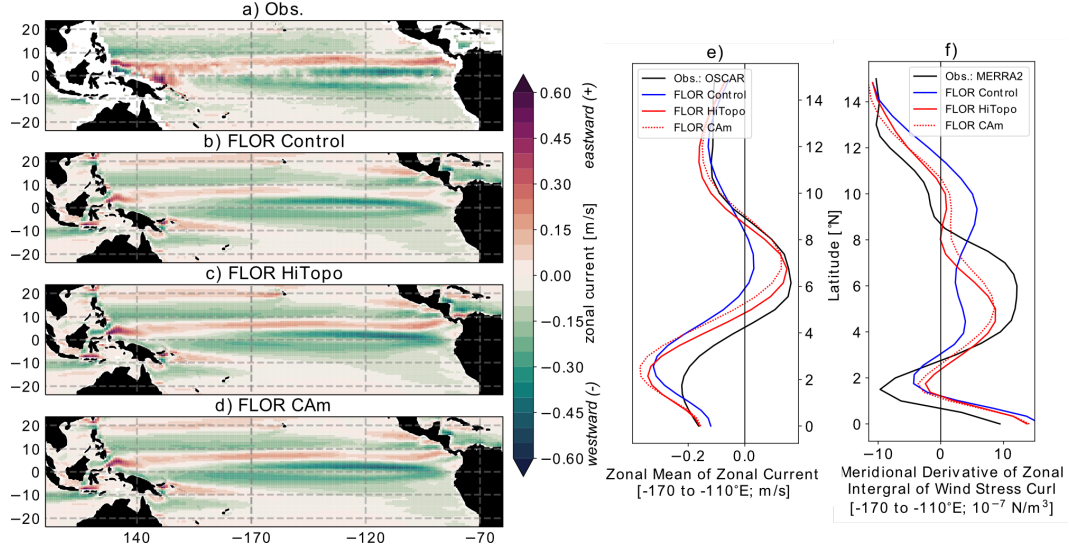 a) Obs.
20
10
0
−10
−20
b) FLOR Control
20
10
0
−10
−20
c) FLOR HiTopo
20
10
0
−10
−20
d) FLOR CAm
20
10
0
−10
−20
140
−170
−120
−70
0.60
0.45
0.30
0.15
0.00
−0.15
−0.30
−0.45
−0.60
eastward (+)
zonal current [m/s]
westward (-)
e)
Obs.: OSCAR
FLOR Control
FLOR HiTopo
FLOR CAm
14
12
10
8
6
4
2
0
−0.2
0.0
Zonal Mean of Zonal Current
[-170 to -110°E; m/s]
f)
Obs.: MERRA2
FLOR Control
FLOR HiTopo
FLOR CAm
Latitude [°N]
14
12
10
8
6
4
2
0
−10
0
10
Meridional Derivative of Zonal
Intergral of Wind Stress Curl
[-170 to -110°E; 10⁻⁷ N/m³]